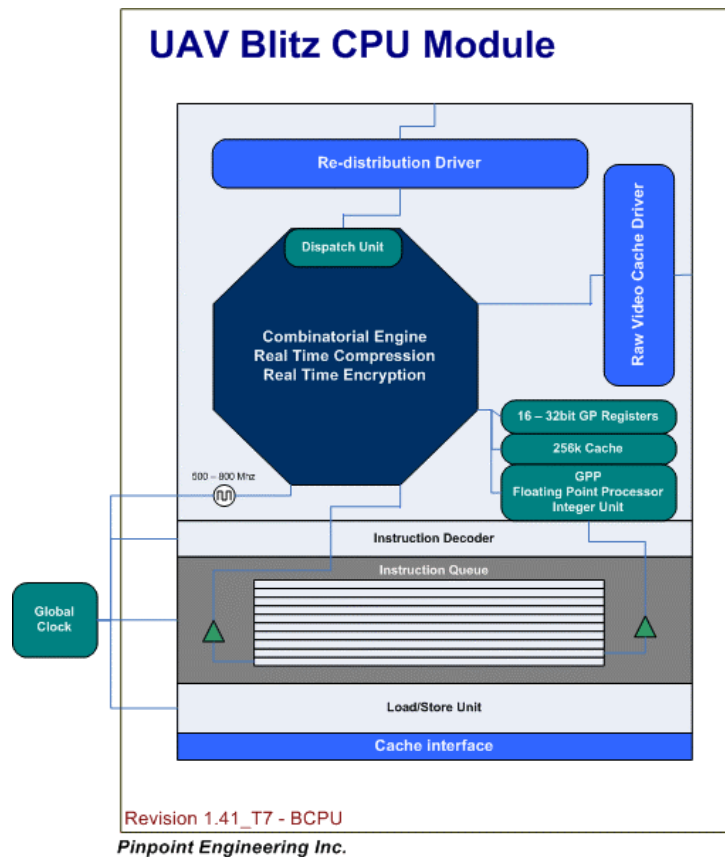 UAV Blitz CPU Module
Re-distribution Driver
Raw Video Cache Driver
Dispatch Unit
Combinatorial Engine
Real Time Compression
Real Time Encryption
16 – 32bit GP Registers
256k Cache
GPP
Floating Point Processor
Integer Unit
500 – 800 Mhz
Instruction Decoder
Instruction Queue
Global
Clock
Load/Store Unit
Cache interface
Revision 1.41_T7 - BCPU
Pinpoint Engineering Inc.